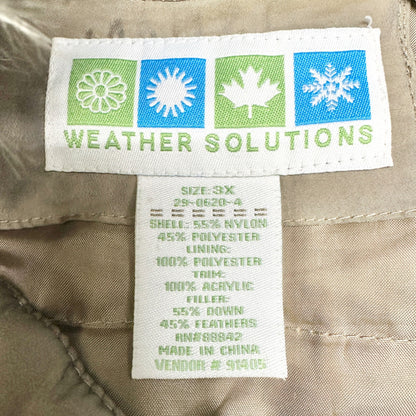 WEATHER SOLUTIONS
SIZE: 3X
29-0620-4
SHELL: 55% NYLON
45% POLYESTER
LINING:
100% POLYESTER
TRIM:
100% ACRYLIC
FILLER:
55% DOWN
45% FEATHERS
RN#88842
MADE IN CHINA
VENDOR # 91405